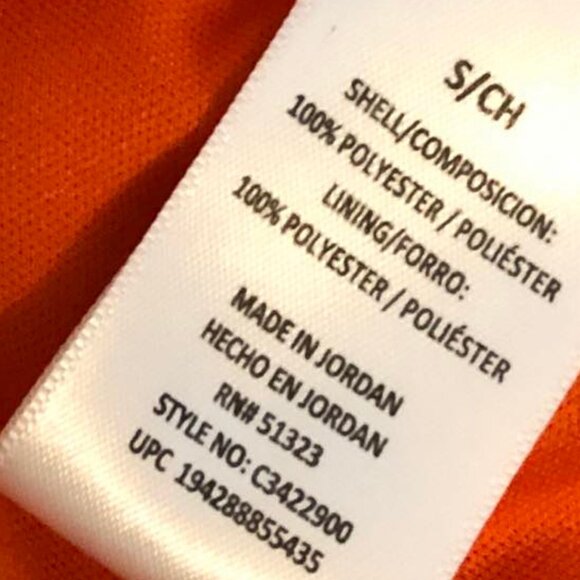 S/CH
SHELL/COMPOSICION:
100% POLYESTER / POLIÉSTER
LINING/FORRO:
100% POLYESTER / POLIÉSTER
MADE IN JORDAN
HECHO EN JORDAN
RN# 51323
STYLE NO: C3422900
UPC 194288855435